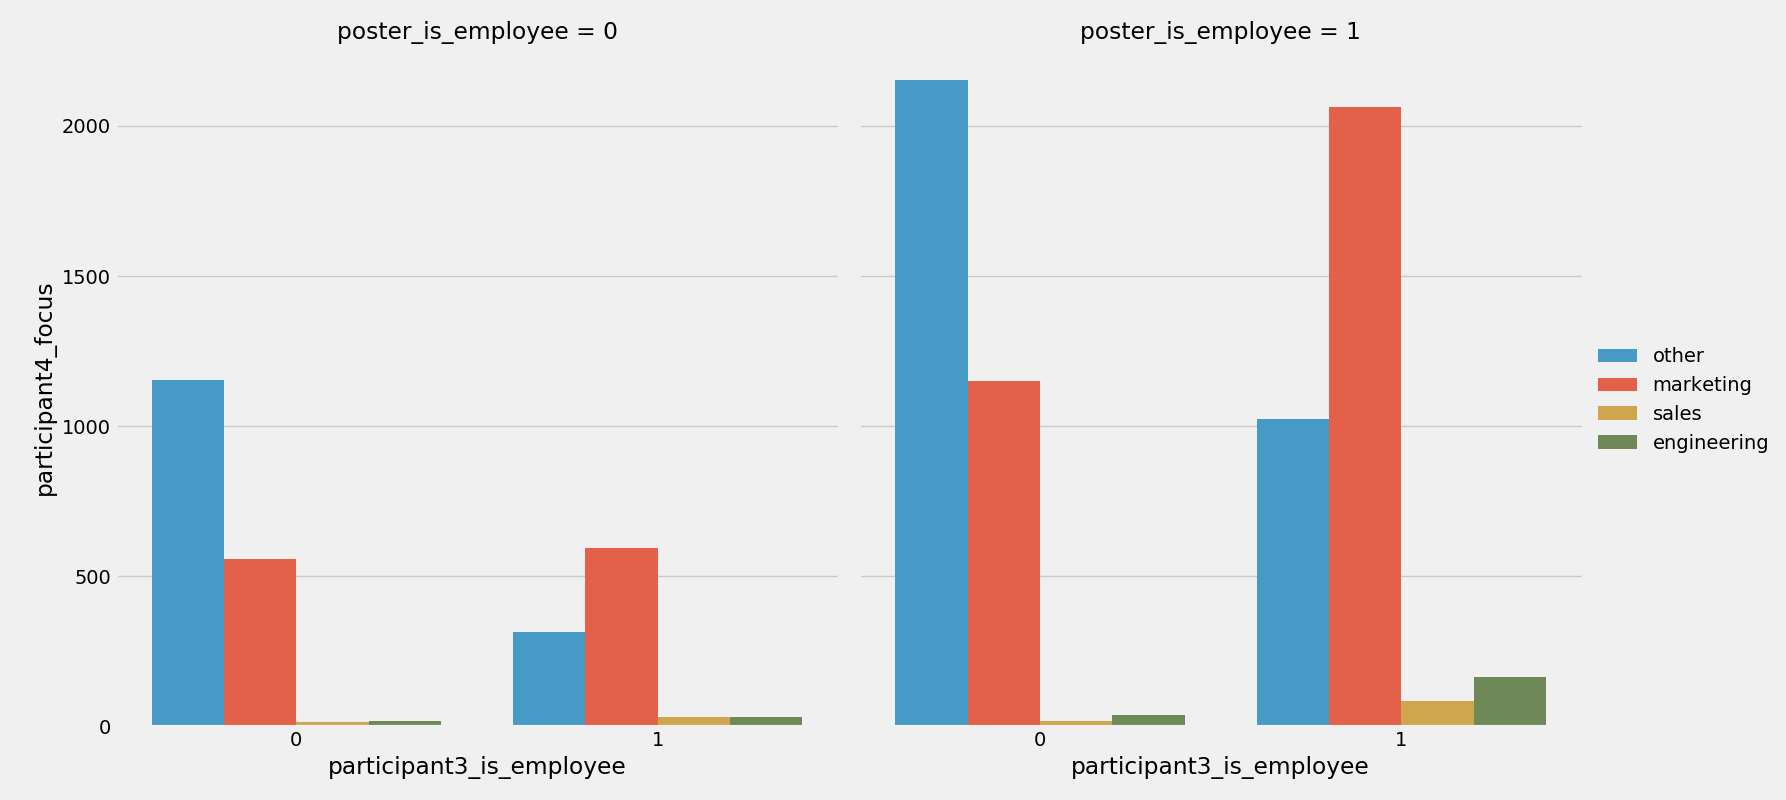 poster_is_employee = 0
poster_is_employee = 1
participant4_focus
2000
1500
1000
500
0
0
1
0
1
participant3_is_employee
participant3_is_employee
other
marketing
sales
engineering